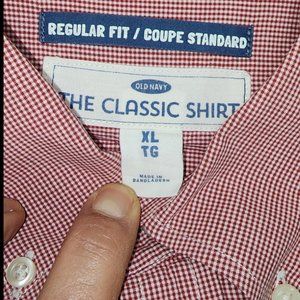 REGULAR FIT / COUPE STANDARD
OLD NAVY
THE CLASSIC SHIRT
XL
TG
MADE IN
BANGLADESH